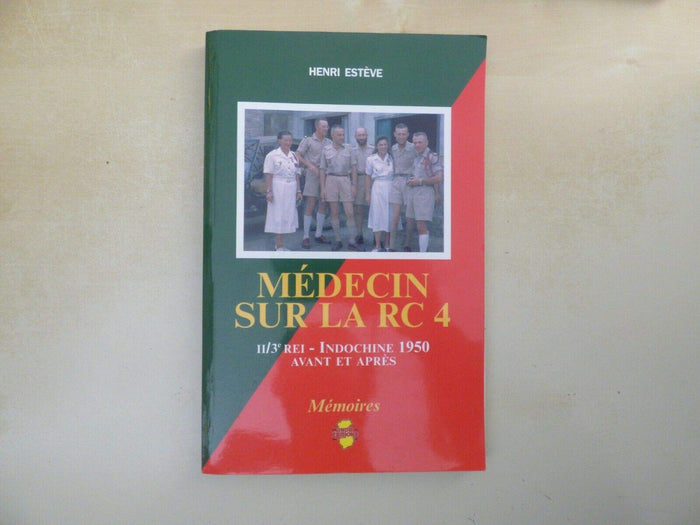 HENRI ESTÈVE
MÉDECIN
SUR LA RC 4
II/3e REI - INDOCHINE 1950
AVANT ET APRÈS
Mémoires